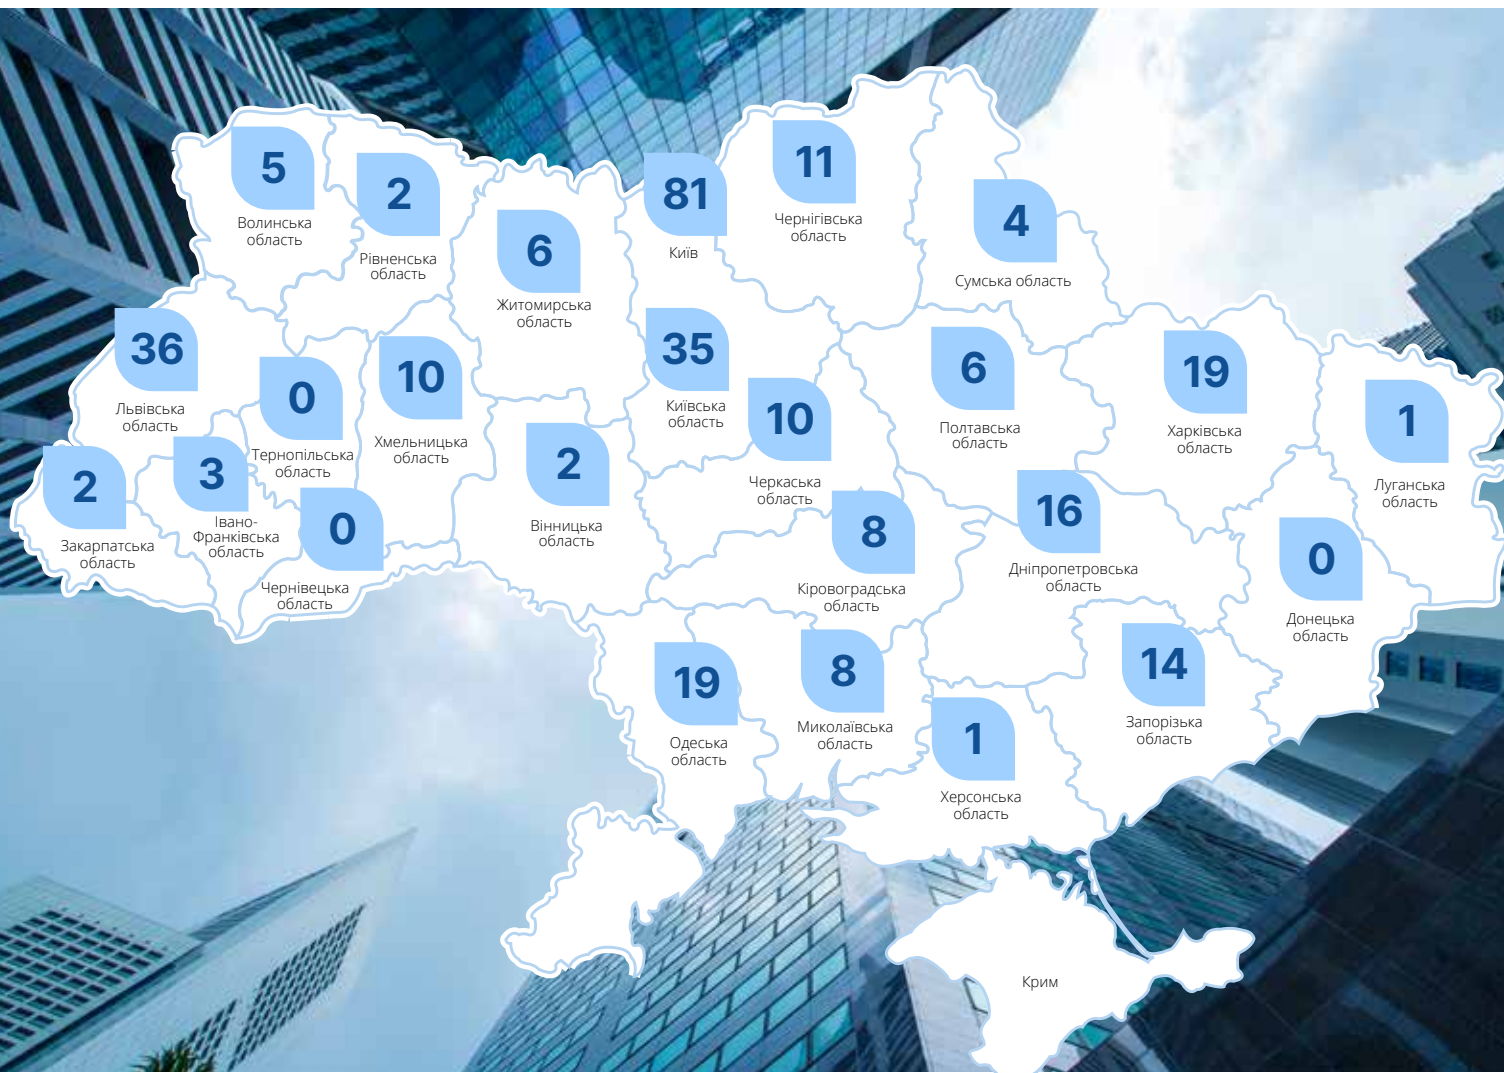 5
Волинська
область
2
Рівненська
область
6
Житомирська
область
81
Київ
11
Чернігівська
область
4
Сумська область
36
Львівська
область
0
Тернопільська
область
10
Хмельницька
область
35
Київська
область
10
Черкаська
область
6
Полтавська
область
19
Харківська
область
1
Луганська
область
2
Закарпатська
область
3
Івано-
Франківська
область
0
Чернівецька
область
2
Вінницька
область
8
Кіровоградська
область
16
Дніпропетровська
область
0
Донецька
область
19
Одеська
область
8
Миколаївська
область
1
Херсонська
область
14
Запорізька
область
Крим